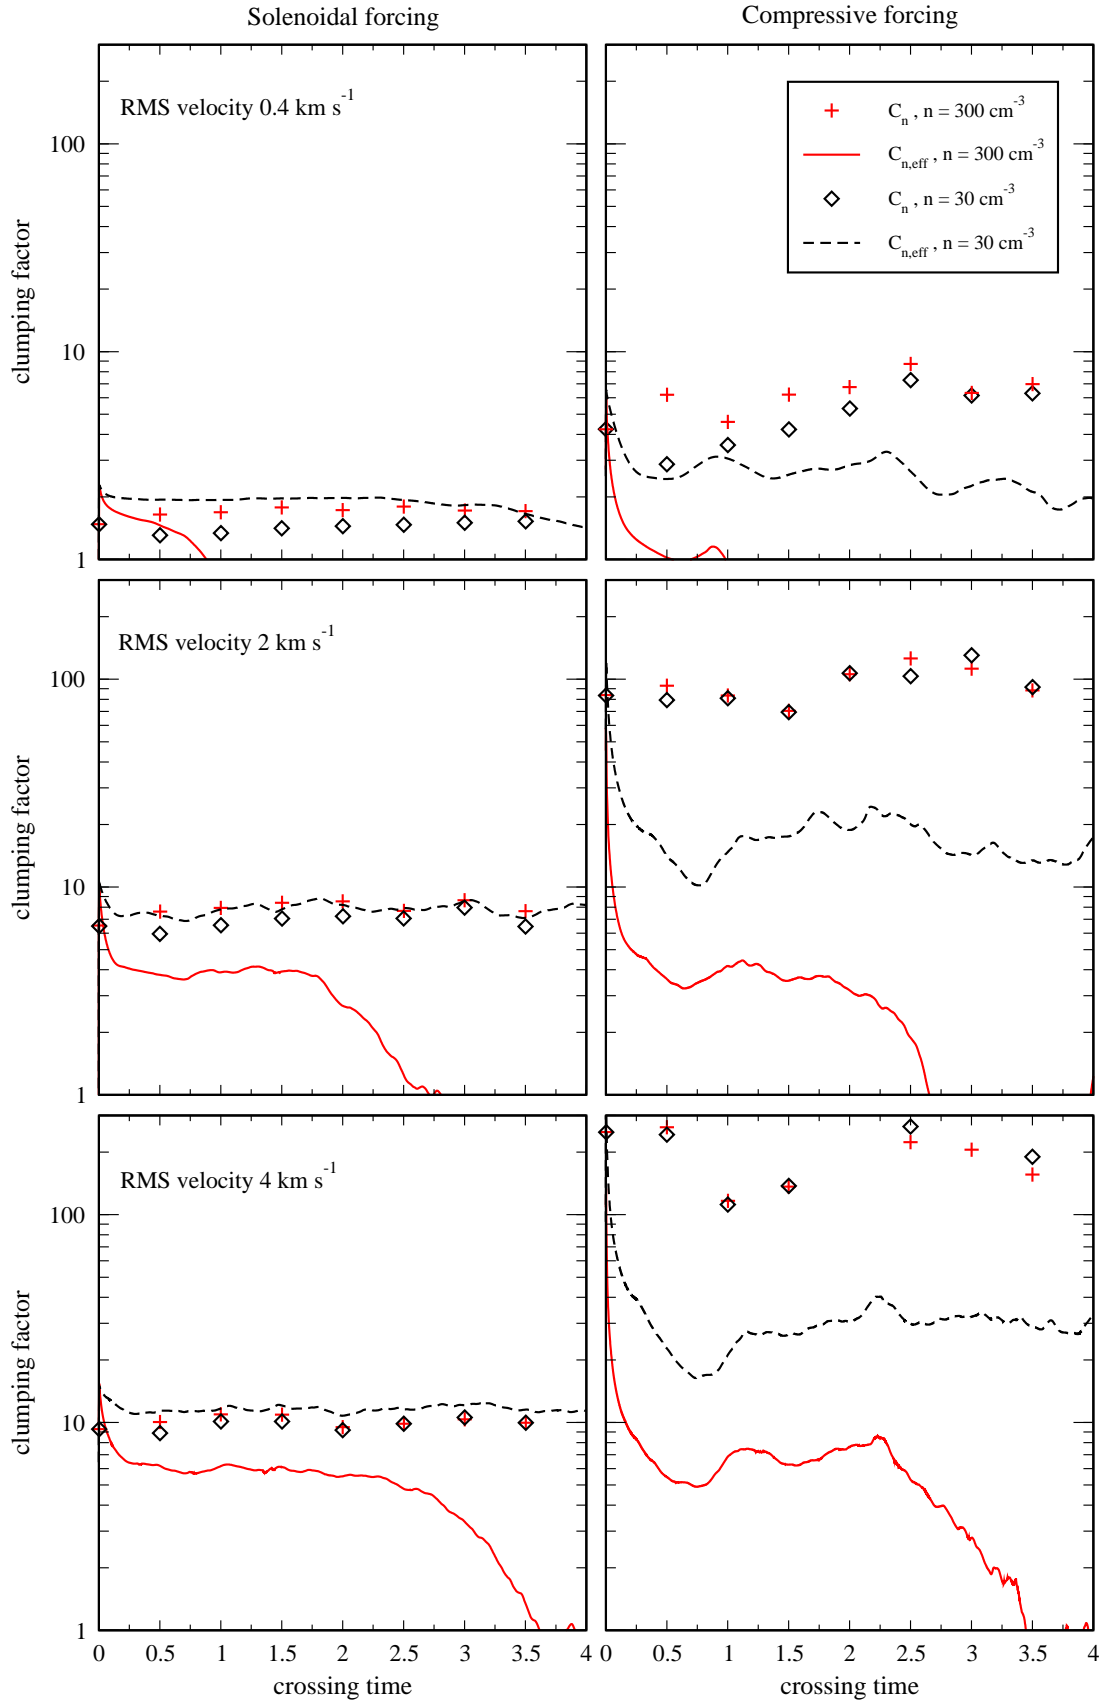 Solenoidal forcing
Compressive forcing
RMS velocity 0.4 km s⁻¹
Cₙ , n = 300 cm⁻³
Cₙ,eff , n = 300 cm⁻³
Cₙ , n = 30 cm⁻³
Cₙ,eff , n = 30 cm⁻³
clumping factor
100
10
1
RMS velocity 2 km s⁻¹
clumping factor
100
10
1
RMS velocity 4 km s⁻¹
clumping factor
100
10
1
0 0.5 1 1.5 2 2.5 3 3.5 4
0 0.5 1 1.5 2 2.5 3 3.5 4
crossing time
crossing time